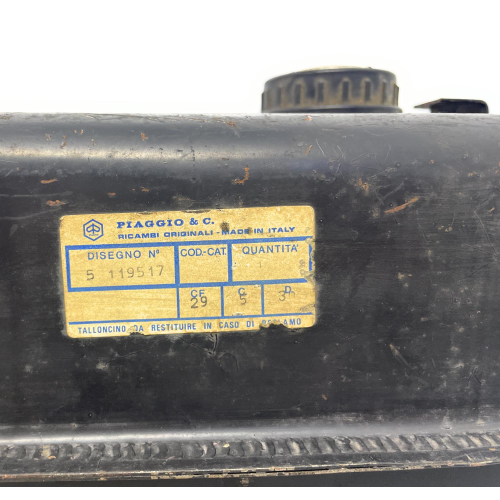 PIAGGIO & C.
RICAMBI ORIGINALI - MADE IN ITALY
DISEGNO N° COD.-CAT. QUANTITA'
5 119517
CF G D
29 5 3
TALLONCINO DA RESTITUIRE IN CASO DI RECLAMO